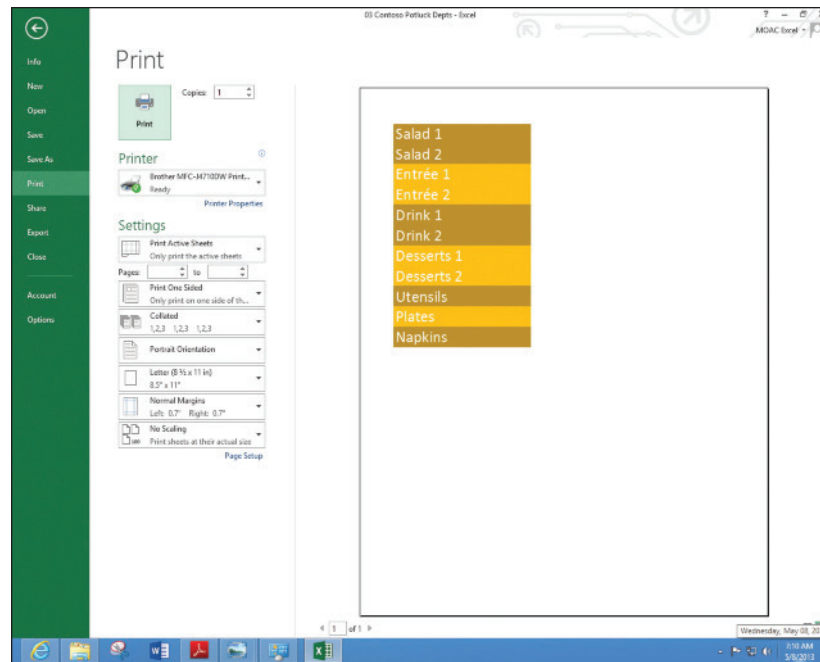 03 Contoso Potluck Depts - Excel
?
MOAC Excel
Info
New
Open
Save
Save As
Print
Share
Export
Close
Account
Options
Print
Copies: 1
Print
Printer
Brother MFC-J4710DW Print...
Ready
Printer Properties
Settings
Print Active Sheets
Only print the active sheets
Pages: to
Print One Sided
Only print on one side of th...
Collated
1,2,3 1,2,3 1,2,3
Portrait Orientation
Letter (8 ½ x 11 in)
8.5" x 11"
Normal Margins
Left: 0.7" Right: 0.7"
No Scaling
Print sheets at their actual size
Page Setup
Salad 1
Salad 2
Entrée 1
Entrée 2
Drink 1
Drink 2
Desserts 1
Desserts 2
Utensils
Plates
Napkins
1 of 1
Wednesday, May 08, 20
7:10 AM
5/8/2013